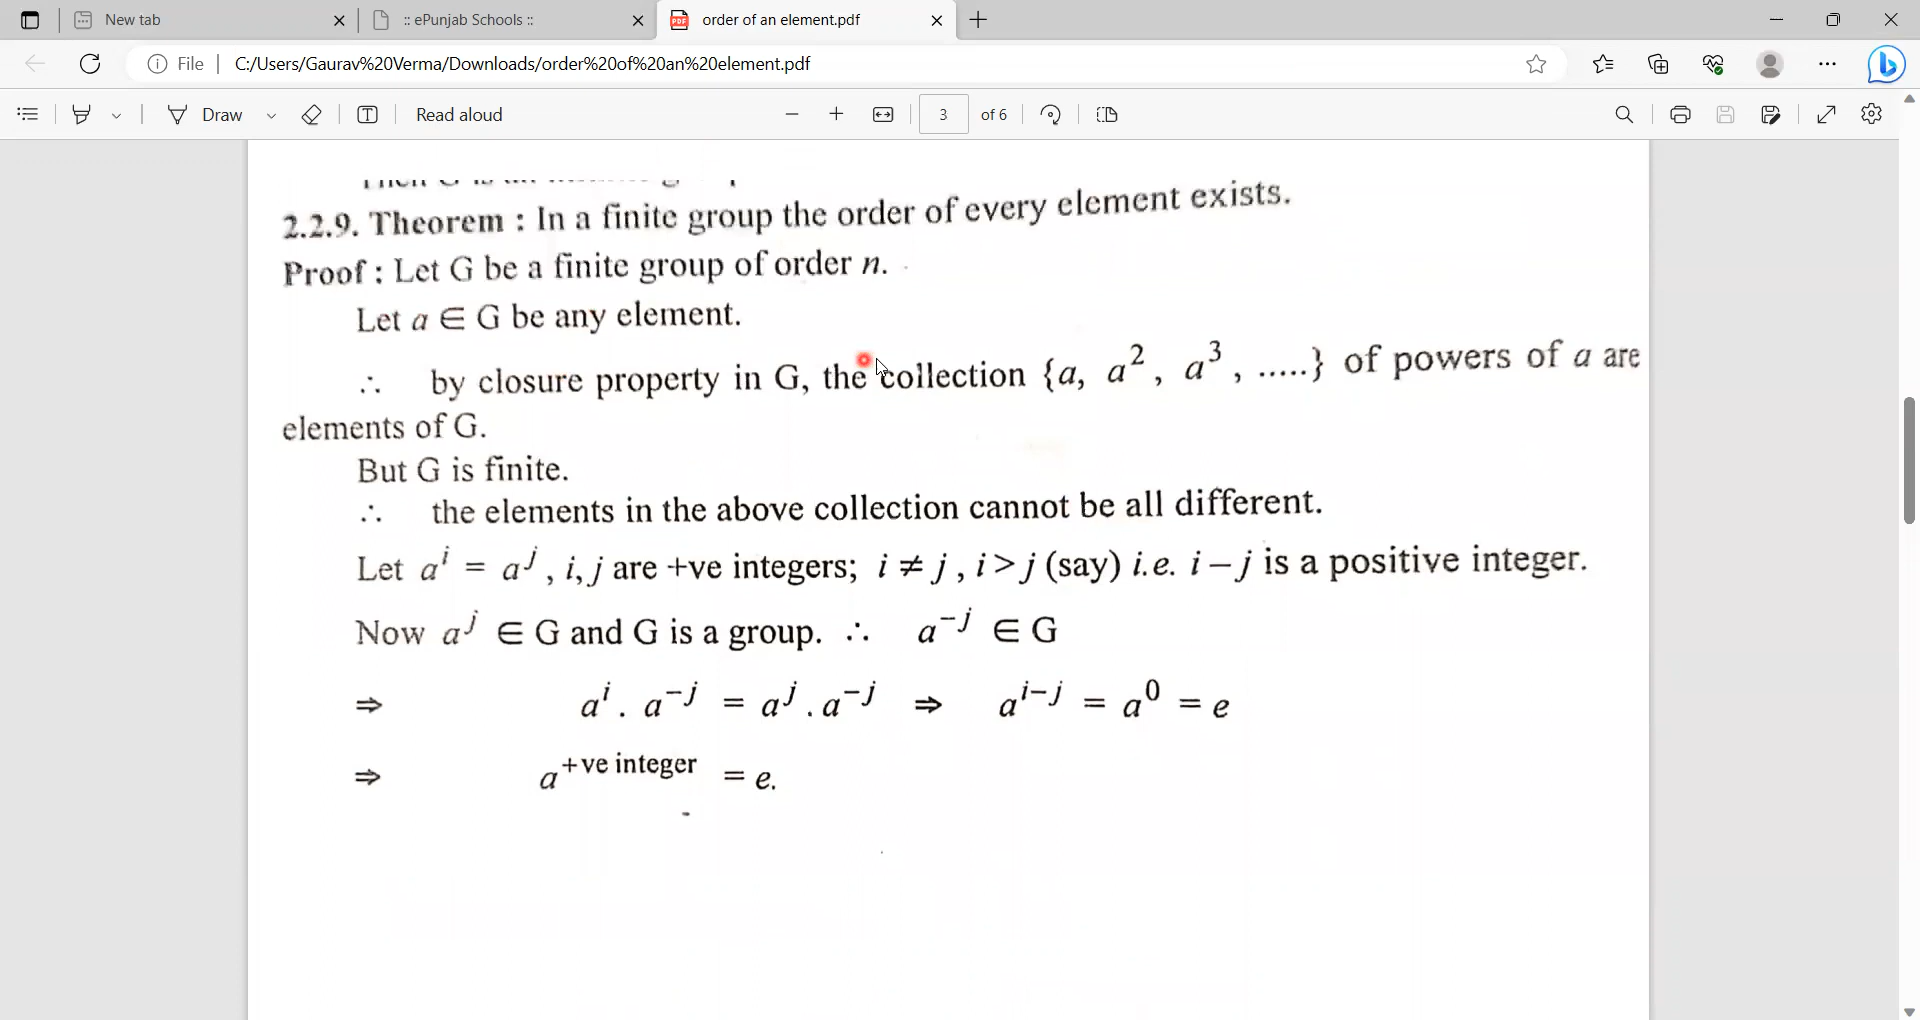 New tab
:: ePunjab Schools ::
order of an element.pdf
File
C:/Users/Gaurav%20Verma/Downloads/order%20of%20an%20element.pdf
Draw
Read aloud
3 of 6
2.2.9. Theorem : In a finite group the order of every element exists.
Proof : Let G be a finite group of order n.
Let a ∈ G be any element.
∴ by closure property in G, the collection {a, a², a³, .....} of powers of a are
elements of G.
But G is finite.
∴ the elements in the above collection cannot be all different.
Let aⁱ = aʲ , i, j are +ve integers; i ≠ j , i > j (say) i.e. i – j is a positive integer.
Now aʲ ∈ G and G is a group. ∴ a⁻ʲ ∈ G
⇒ aⁱ . a⁻ʲ = aʲ . a⁻ʲ ⇒ aⁱ⁻ʲ = a⁰ = e
⇒ a^+ve integer = e.